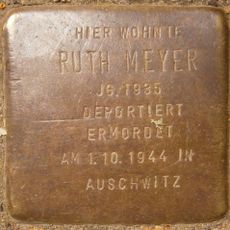 HIER WOHNTE
RUTH MEYER
JG. 1935
DEPORTIERT
ERMORDET
AM 1.10.1944 IN
AUSCHWITZ